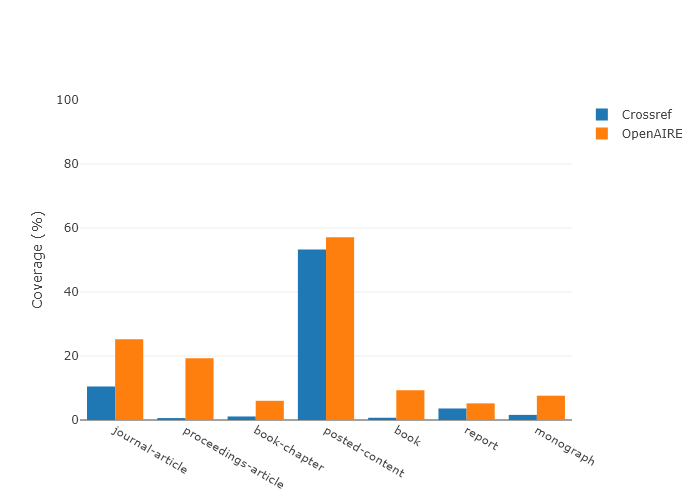 100
80
60
40
20
0
Coverage (%)
journal-article
proceedings-article
book-chapter
posted-content
book
report
monograph
Crossref
OpenAIRE